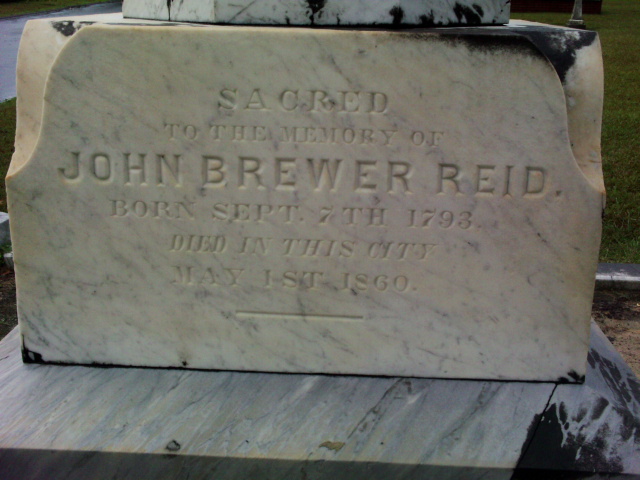 SACRED
TO THE MEMORY OF
JOHN BREWER REID.
BORN SEPT. 7TH 1793.
DIED IN THIS CITY
MAY 1ST 1860.